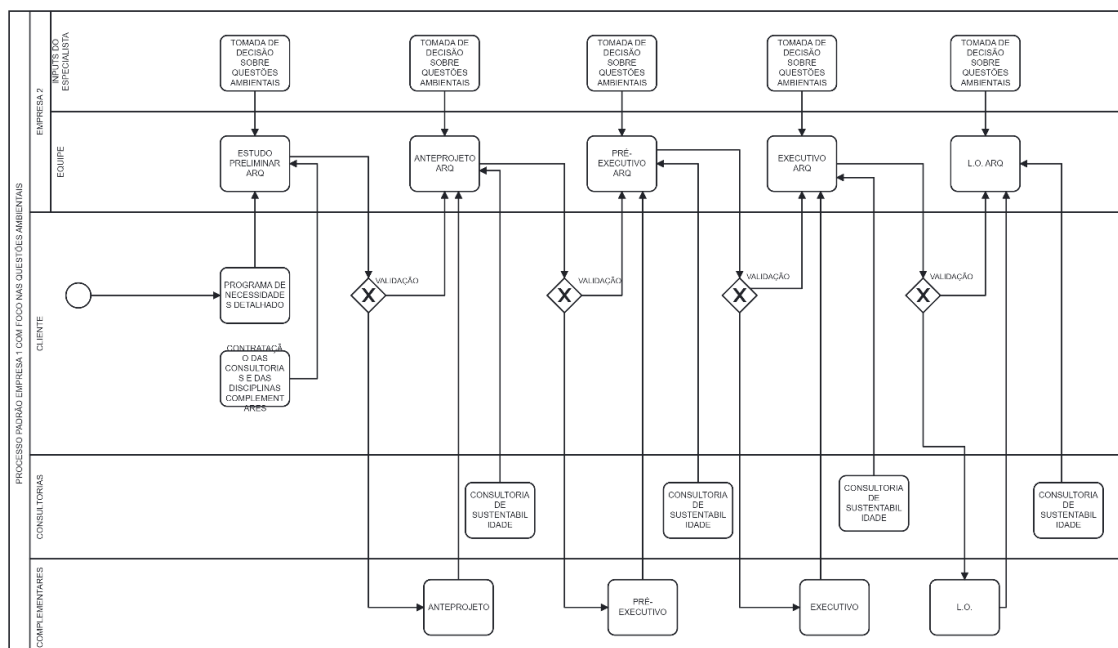 PROCESSO PADRÃO EMPRESA 1 COM FOCO NAS QUESTÕES AMBIENTAIS
EMPRESA 2
INPUTS DO
ESPECIALISTA
TOMADA DE
DECISÃO
SOBRE
QUESTÕES
AMBIENTAIS
TOMADA DE
DECISÃO
SOBRE
QUESTÕES
AMBIENTAIS
TOMADA DE
DECISÃO
SOBRE
QUESTÕES
AMBIENTAIS
TOMADA DE
DECISÃO
SOBRE
QUESTÕES
AMBIENTAIS
TOMADA DE
DECISÃO
SOBRE
QUESTÕES
AMBIENTAIS
EQUIPE
ESTUDO
PRELIMINAR
ARQ
ANTEPROJETO
ARQ
PRÉ-
EXECUTIVO
ARQ
EXECUTIVO
ARQ
L.O. ARQ
CLIENTE
PROGRAMA DE
NECESSIDADE
S DETALHADO
VALIDAÇÃO
X
VALIDAÇÃO
X
VALIDAÇÃO
X
VALIDAÇÃO
X
CONTRATAÇÃ
O DAS
CONSULTORIA
S E DAS
DISCIPLINAS
COMPLEMENT
ARES
CONSULTORIAS
CONSULTORIA
DE
SUSTENTABIL
IDADE
CONSULTORIA
DE
SUSTENTABIL
IDADE
CONSULTORIA
DE
SUSTENTABIL
IDADE
CONSULTORIA
DE
SUSTENTABIL
IDADE
COMPLEMENTARES
ANTEPROJETO
PRÉ-
EXECUTIVO
EXECUTIVO
L.O.